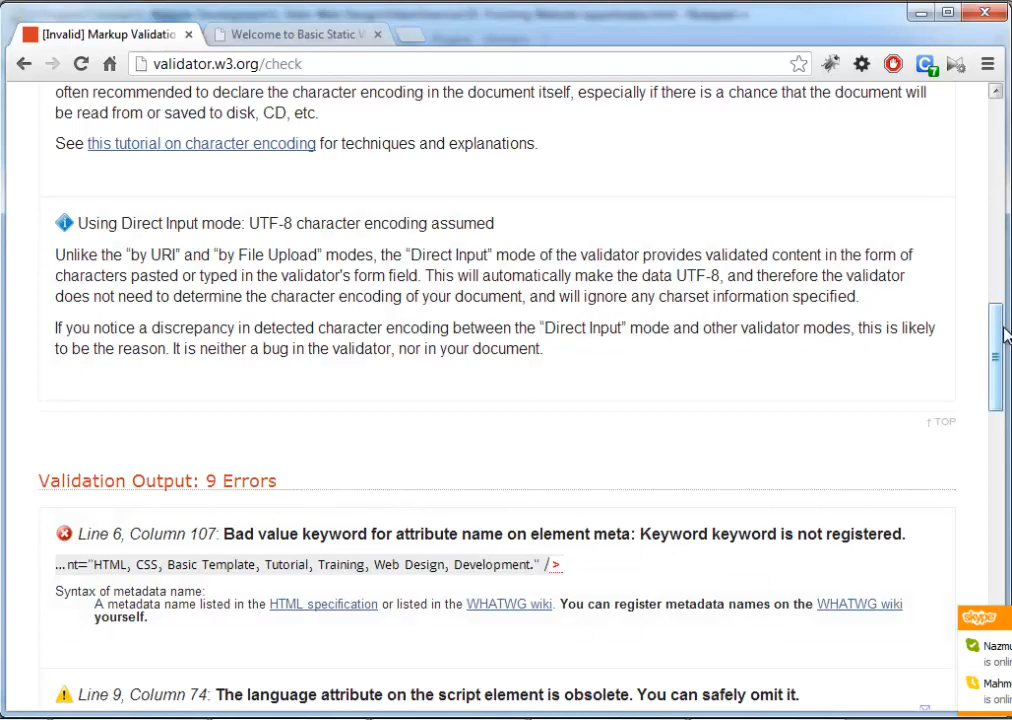 [Invalid] Markup Validatio
Welcome to Basic Static W
validator.w3.org/check
often recommended to declare the character encoding in the document itself, especially if there is a chance that the document will
be read from or saved to disk, CD, etc.
See this tutorial on character encoding for techniques and explanations.
Using Direct Input mode: UTF-8 character encoding assumed
Unlike the “by URI” and “by File Upload” modes, the “Direct Input” mode of the validator provides validated content in the form of
characters pasted or typed in the validator's form field. This will automatically make the data UTF-8, and therefore the validator
does not need to determine the character encoding of your document, and will ignore any charset information specified.
If you notice a discrepancy in detected character encoding between the “Direct Input” mode and other validator modes, this is likely
to be the reason. It is neither a bug in the validator, nor in your document.
↑ TOP
Validation Output: 9 Errors
Line 6, Column 107: Bad value keyword for attribute name on element meta: Keyword keyword is not registered.
…nt="HTML, CSS, Basic Template, Tutorial, Training, Web Design, Development." />
Syntax of metadata name:
A metadata name listed in the HTML specification or listed in the WHATWG wiki. You can register metadata names on the WHATWG wiki
yourself.
skype
Nazmu
is onli
Line 9, Column 74: The language attribute on the script element is obsolete. You can safely omit it.
Mahm
is onli